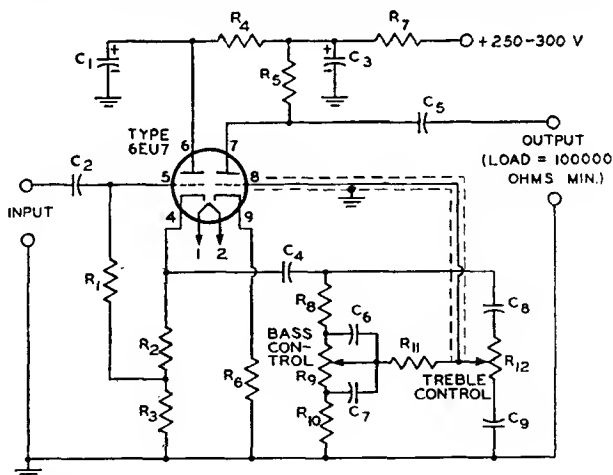 R4
R7
+250-300 V
C1
+
-
R5
+
-
C3
TYPE
6EU7
6
7
C5
OUTPUT
(LOAD = 100000
OHMS MIN.)
C2
5
8
4
9
INPUT
1
2
C4
R1
R8
C6
C8
BASS
CON-
TROL
R2
R11
R12
R9
TREBLE
CONTROL
R6
C7
R3
R10
C9